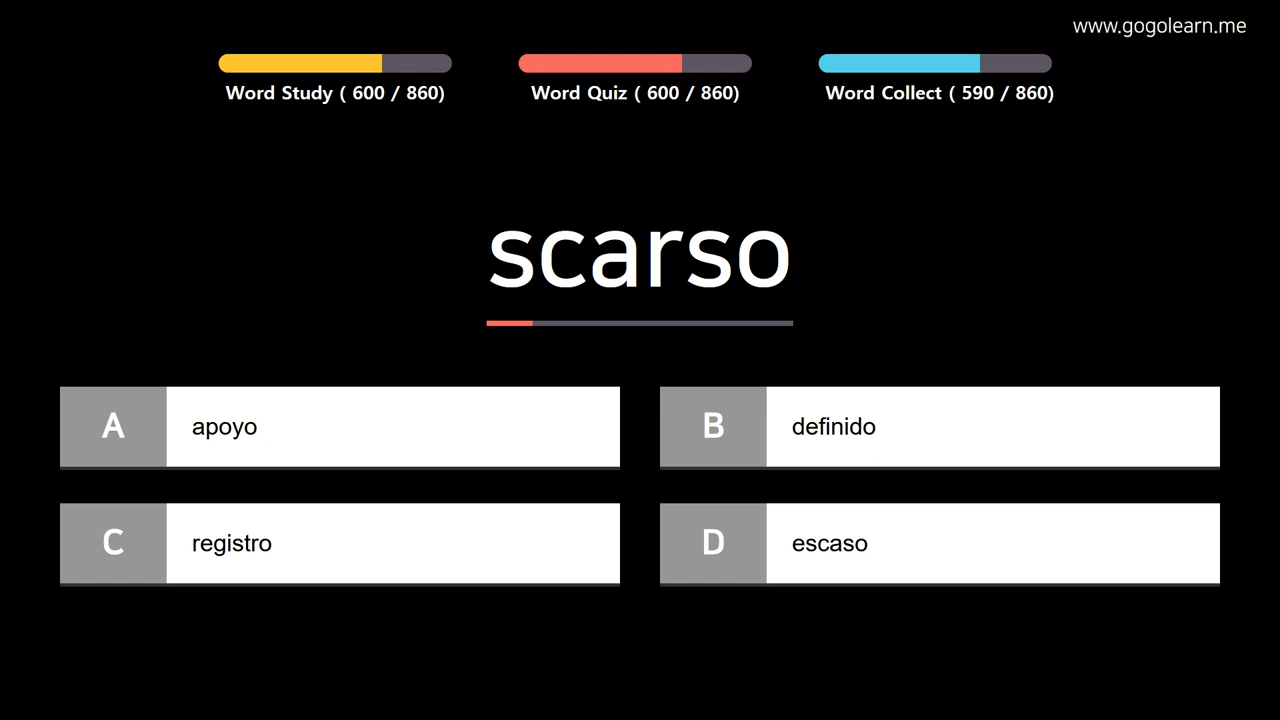 www.gogolearn.me
Word Study ( 600 / 860)
Word Quiz ( 600 / 860)
Word Collect ( 590 / 860)
scarso
A apoyo
B definido
C registro
D escaso